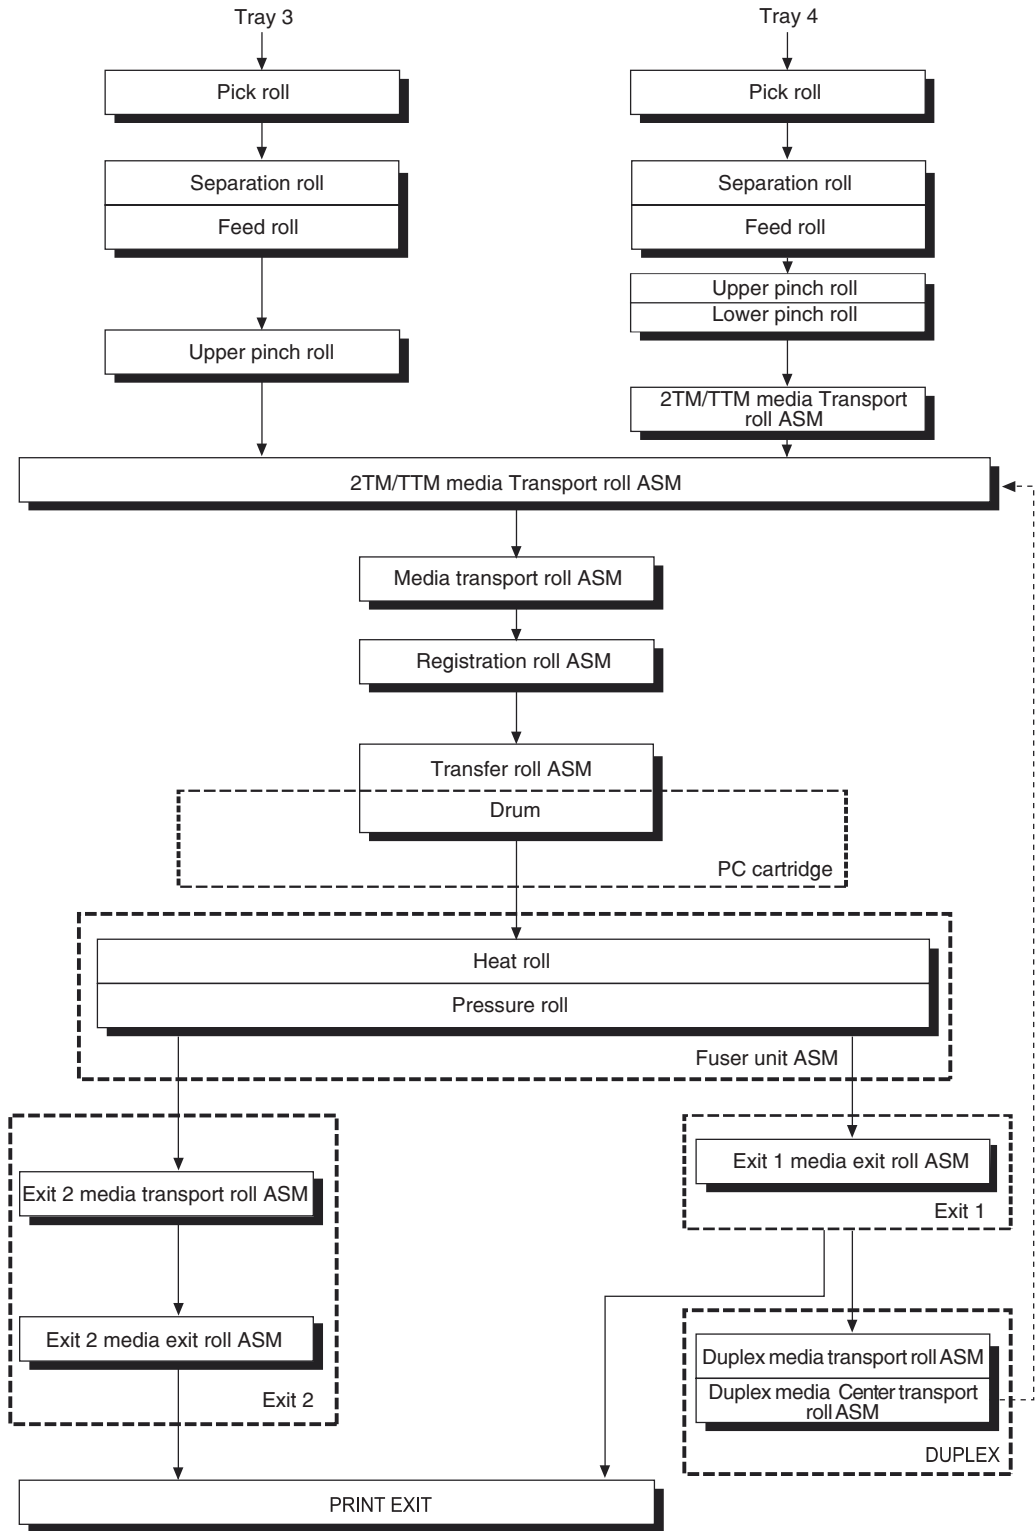 Tray 3
Tray 4
Pick roll
Pick roll
Separation roll
Separation roll
Feed roll
Feed roll
Upper pinch roll
Lower pinch roll
Upper pinch roll
2TM/TTM media Transport
roll ASM
2TM/TTM media Transport roll ASM
Media transport roll ASM
Registration roll ASM
Transfer roll ASM
Drum
PC cartridge
Heat roll
Pressure roll
Fuser unit ASM
Exit 1 media exit roll ASM
Exit 2 media transport roll ASM
Exit 1
Exit 2 media exit roll ASM
Duplex media transport roll ASM
Duplex media Center transport
roll ASM
Exit 2
DUPLEX
PRINT EXIT